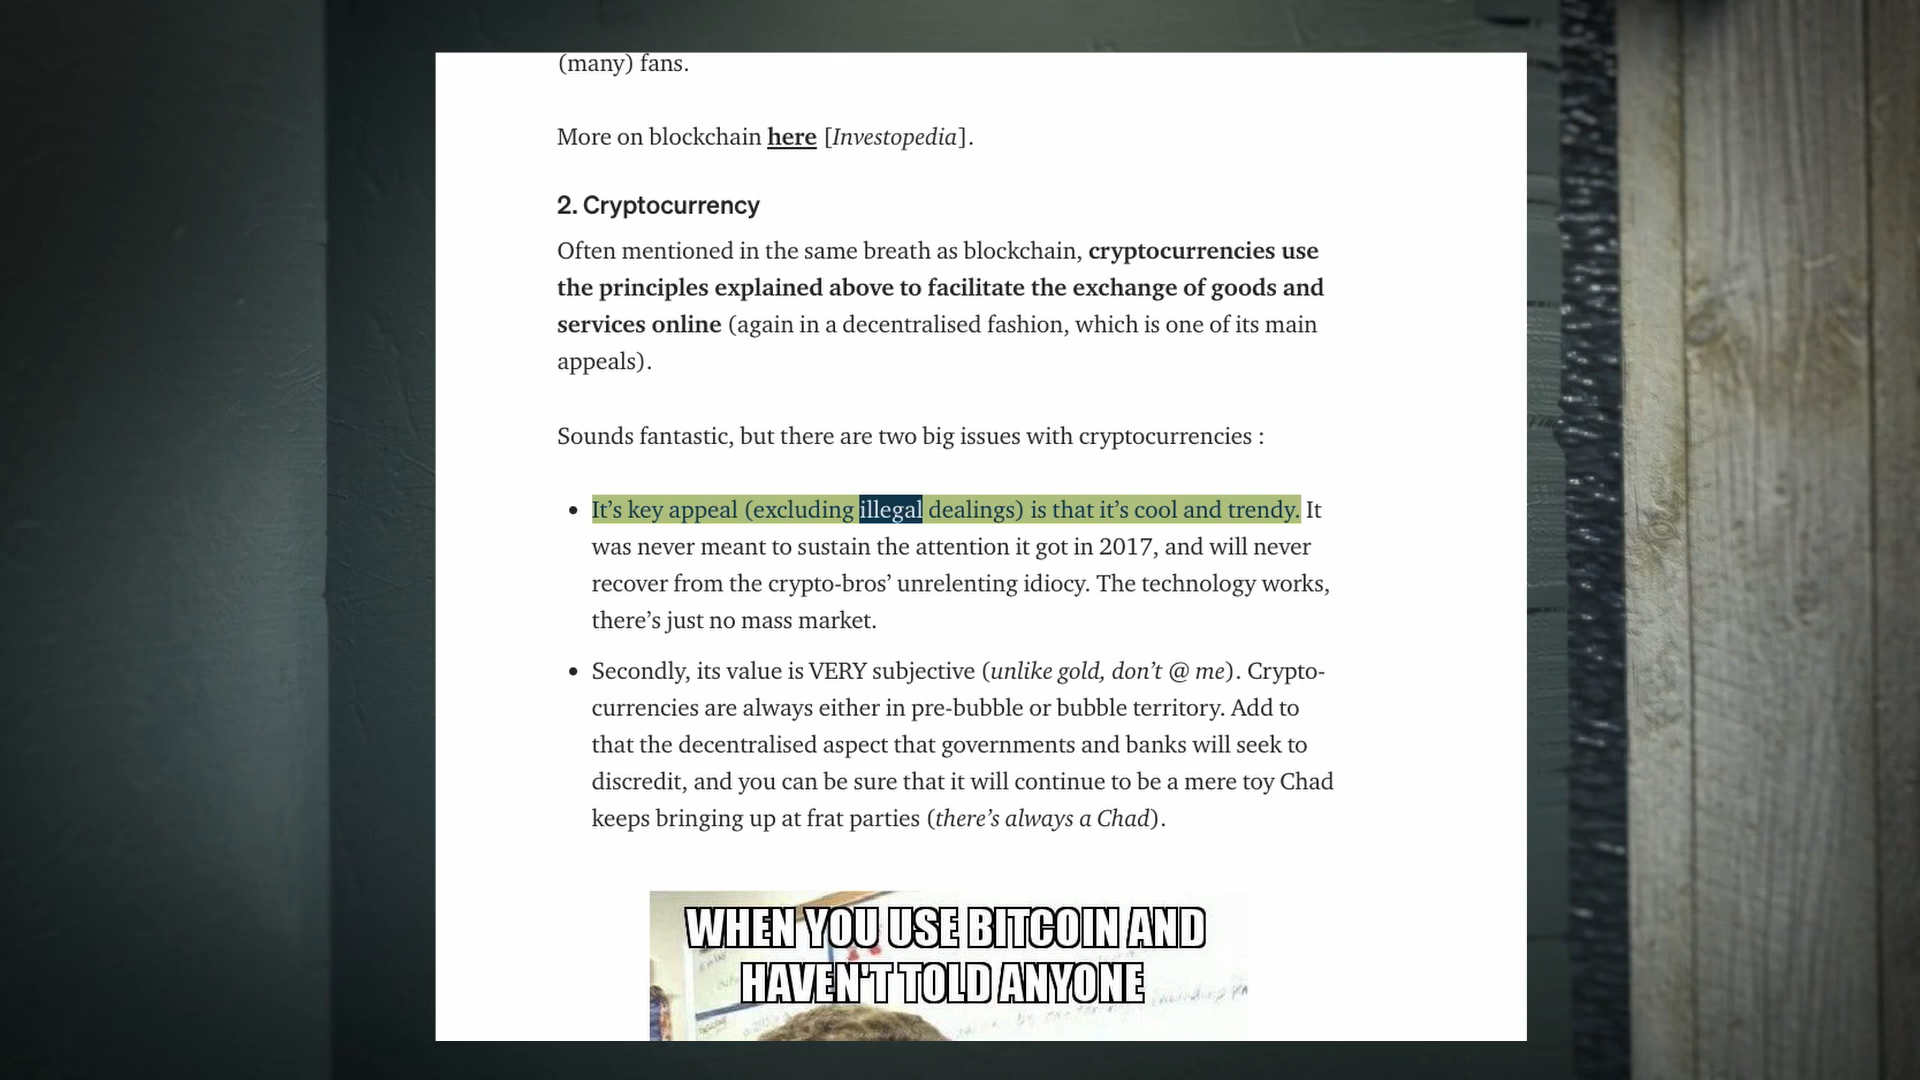 (many) fans.
More on blockchain here [Investopedia].
2. Cryptocurrency
Often mentioned in the same breath as blockchain, cryptocurrencies use
the principles explained above to facilitate the exchange of goods and
services online (again in a decentralised fashion, which is one of its main
appeals).
Sounds fantastic, but there are two big issues with cryptocurrencies :
• It’s key appeal (excluding illegal dealings) is that it’s cool and trendy. It
was never meant to sustain the attention it got in 2017, and will never
recover from the crypto-bros’ unrelenting idiocy. The technology works,
there’s just no mass market.
• Secondly, its value is VERY subjective (unlike gold, don’t @ me). Crypto-
currencies are always either in pre-bubble or bubble territory. Add to
that the decentralised aspect that governments and banks will seek to
discredit, and you can be sure that it will continue to be a mere toy Chad
keeps bringing up at frat parties (there’s always a Chad).
WHEN YOU USE BITCOIN AND
HAVEN'T TOLD ANYONE